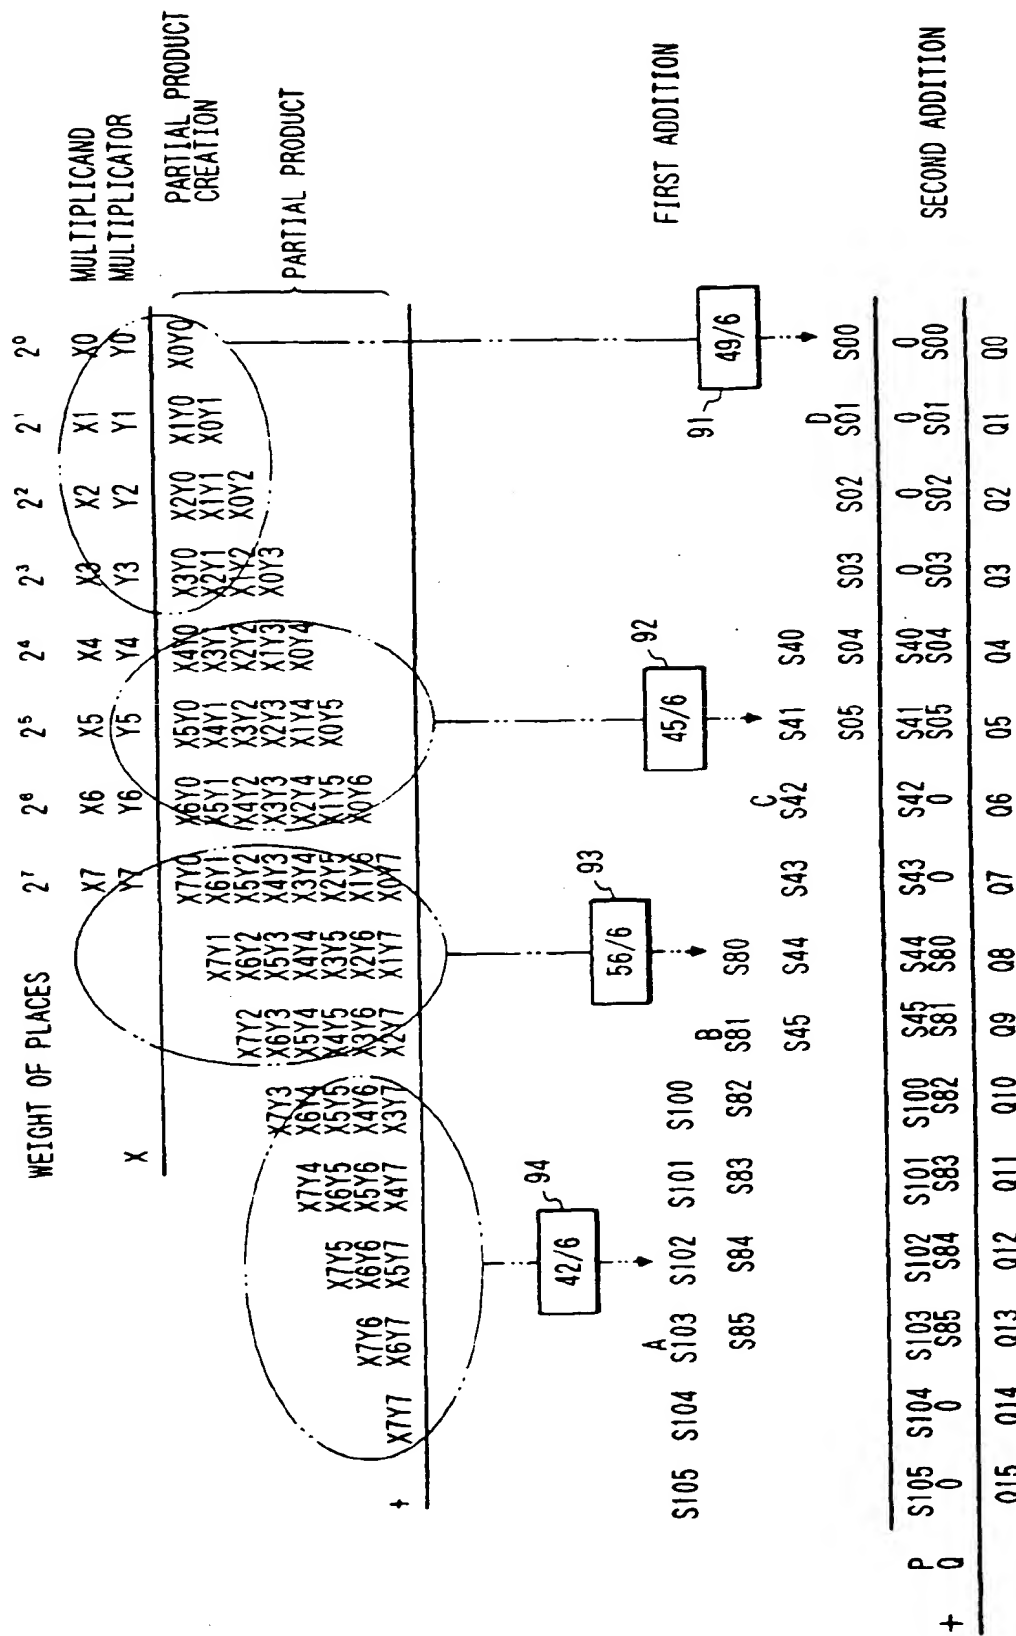 WEIGHT OF PLACES 2⁷ 2⁶ 2⁵ 2⁴ 2³ 2² 2¹ 2⁰
X7 X6 X5 X4 X3 X2 X1 X0 MULTIPLICAND
X Y7 Y6 Y5 Y4 Y3 Y2 Y1 Y0 MULTIPLICATOR
X7Y0 X6Y0 X5Y0 X4Y0 X3Y0 X2Y0 X1Y0 X0Y0 PARTIAL PRODUCT
CREATION
X7Y1 X6Y1 X5Y1 X4Y1 X3Y1 X2Y1 X1Y1 X0Y1
X7Y2 X6Y2 X5Y2 X4Y2 X3Y2 X2Y2 X1Y2 X0Y2
X7Y3 X6Y3 X5Y3 X4Y3 X3Y3 X2Y3 X1Y3 X0Y3
PARTIAL PRODUCT
X7Y4 X6Y4 X5Y4 X4Y4 X3Y4 X2Y4 X1Y4 X0Y4
X7Y5 X6Y5 X5Y5 X4Y5 X3Y5 X2Y5 X1Y5 X0Y5
X7Y6 X6Y6 X5Y6 X4Y6 X3Y6 X2Y6 X1Y6 X0Y6
+ X7Y7 X6Y7 X5Y7 X4Y7 X3Y7 X2Y7 X1Y7 X0Y7
94 93 92 91
42/6 56/6 45/6 49/6
FIRST ADDITION
A
S105 S104 S103 S102 S101 S100
B
S85 S84 S83 S82 S81 S80
C
S45 S44 S43 S42 S41 S40
D
S05 S04 S03 S02 S01 S00
P S105 S104 S103 S102 S101 S100 S45 S44 S43 S42 S41 S40 0 0 0 0
+ Q 0 0 S85 S84 S83 S82 S81 S80 0 0 S05 S04 S03 S02 S01 S00
SECOND ADDITION
Q15 Q14 Q13 Q12 Q11 Q10 Q9 Q8 Q7 Q6 Q5 Q4 Q3 Q2 Q1 Q0